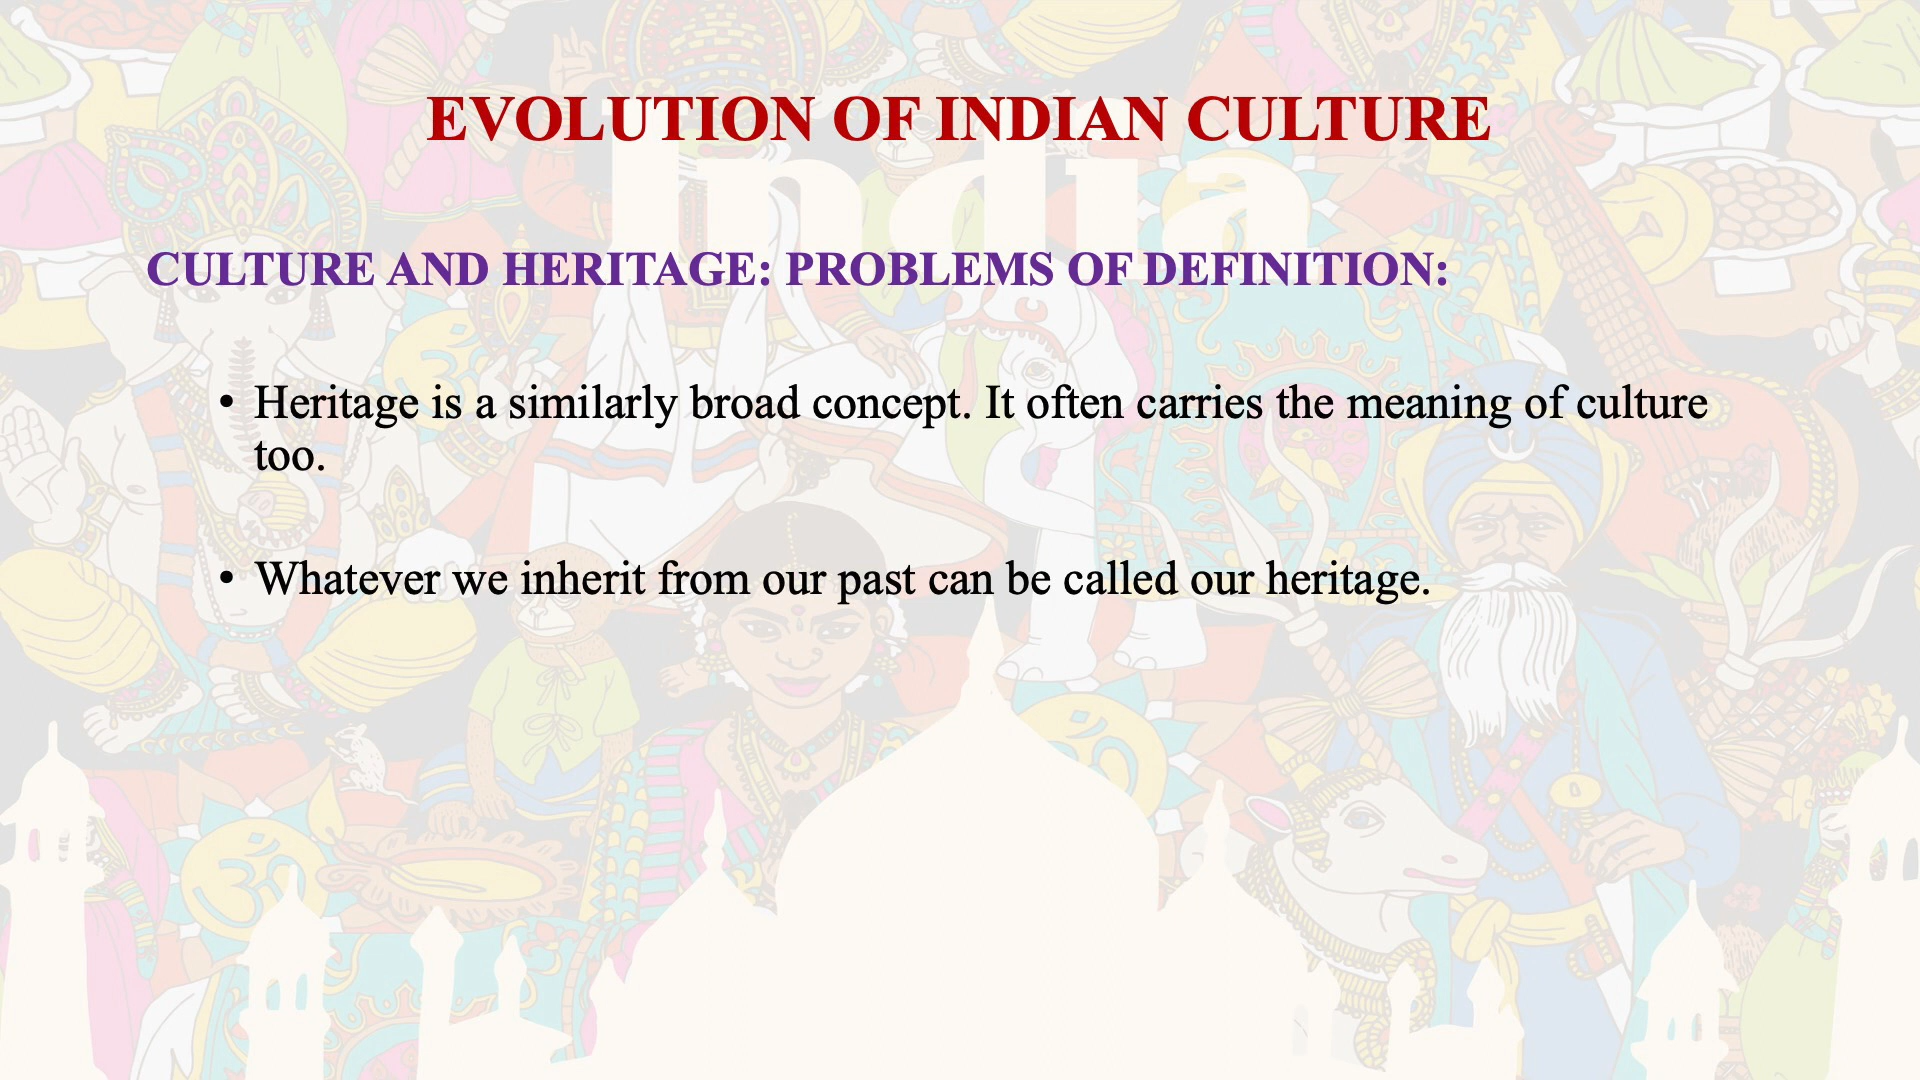 EVOLUTION OF INDIAN CULTURE
India
CULTURE AND HERITAGE: PROBLEMS OF DEFINITION:
• Heritage is a similarly broad concept. It often carries the meaning of culture
too.
• Whatever we inherit from our past can be called our heritage.
ॐ
ॐ
ॐ